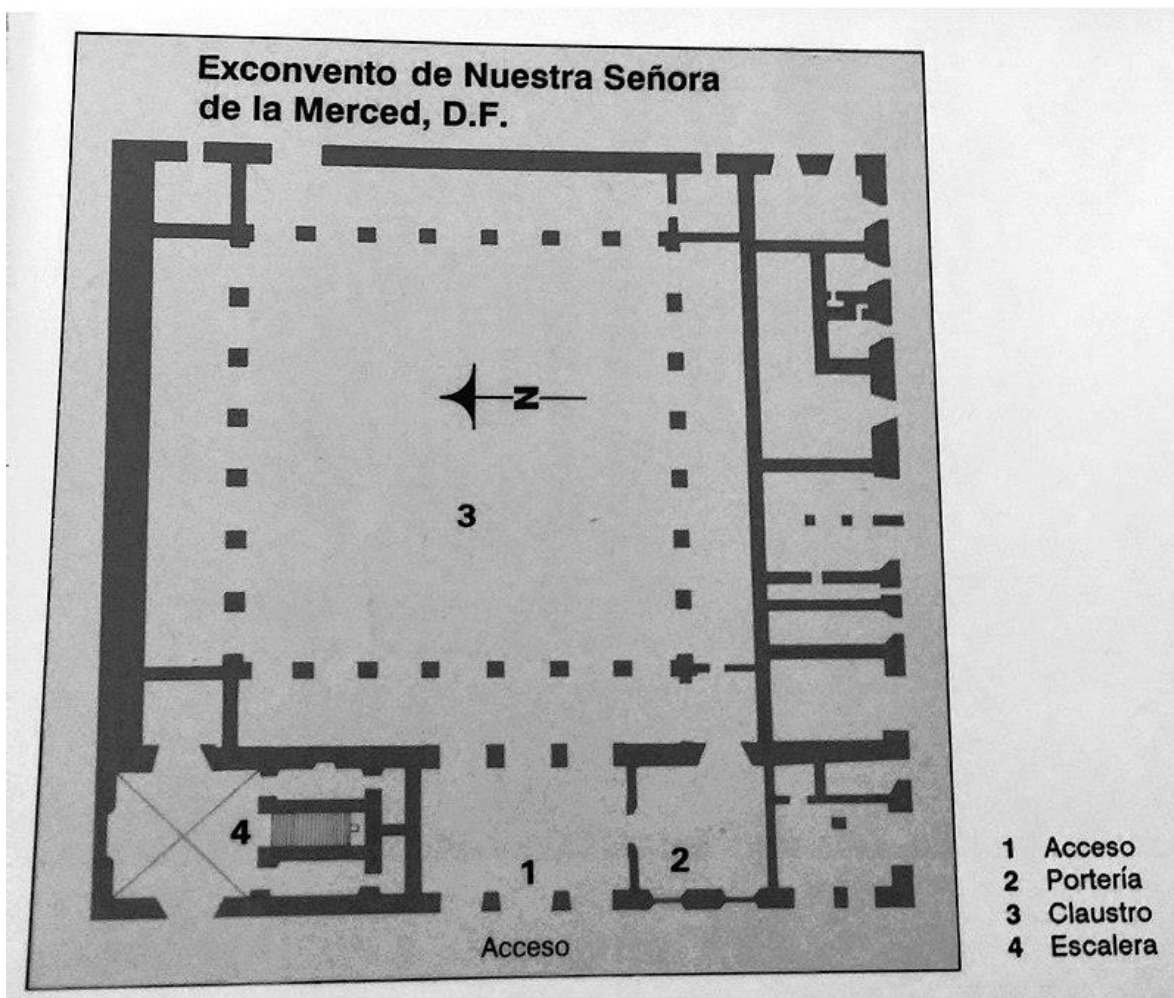 Exconvento de Nuestra Señora
de la Merced, D.F.
N
3
4
1
2
Acceso
1 Acceso
2 Portería
3 Claustro
4 Escalera